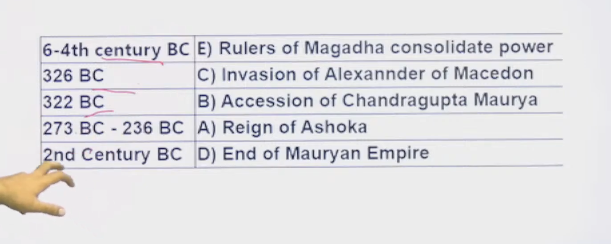 6-4th century BC E) Rulers of Magadha consolidate power
326 BC C) Invasion of Alexannder of Macedon
322 BC B) Accession of Chandragupta Maurya
273 BC - 236 BC A) Reign of Ashoka
2nd Century BC D) End of Mauryan Empire